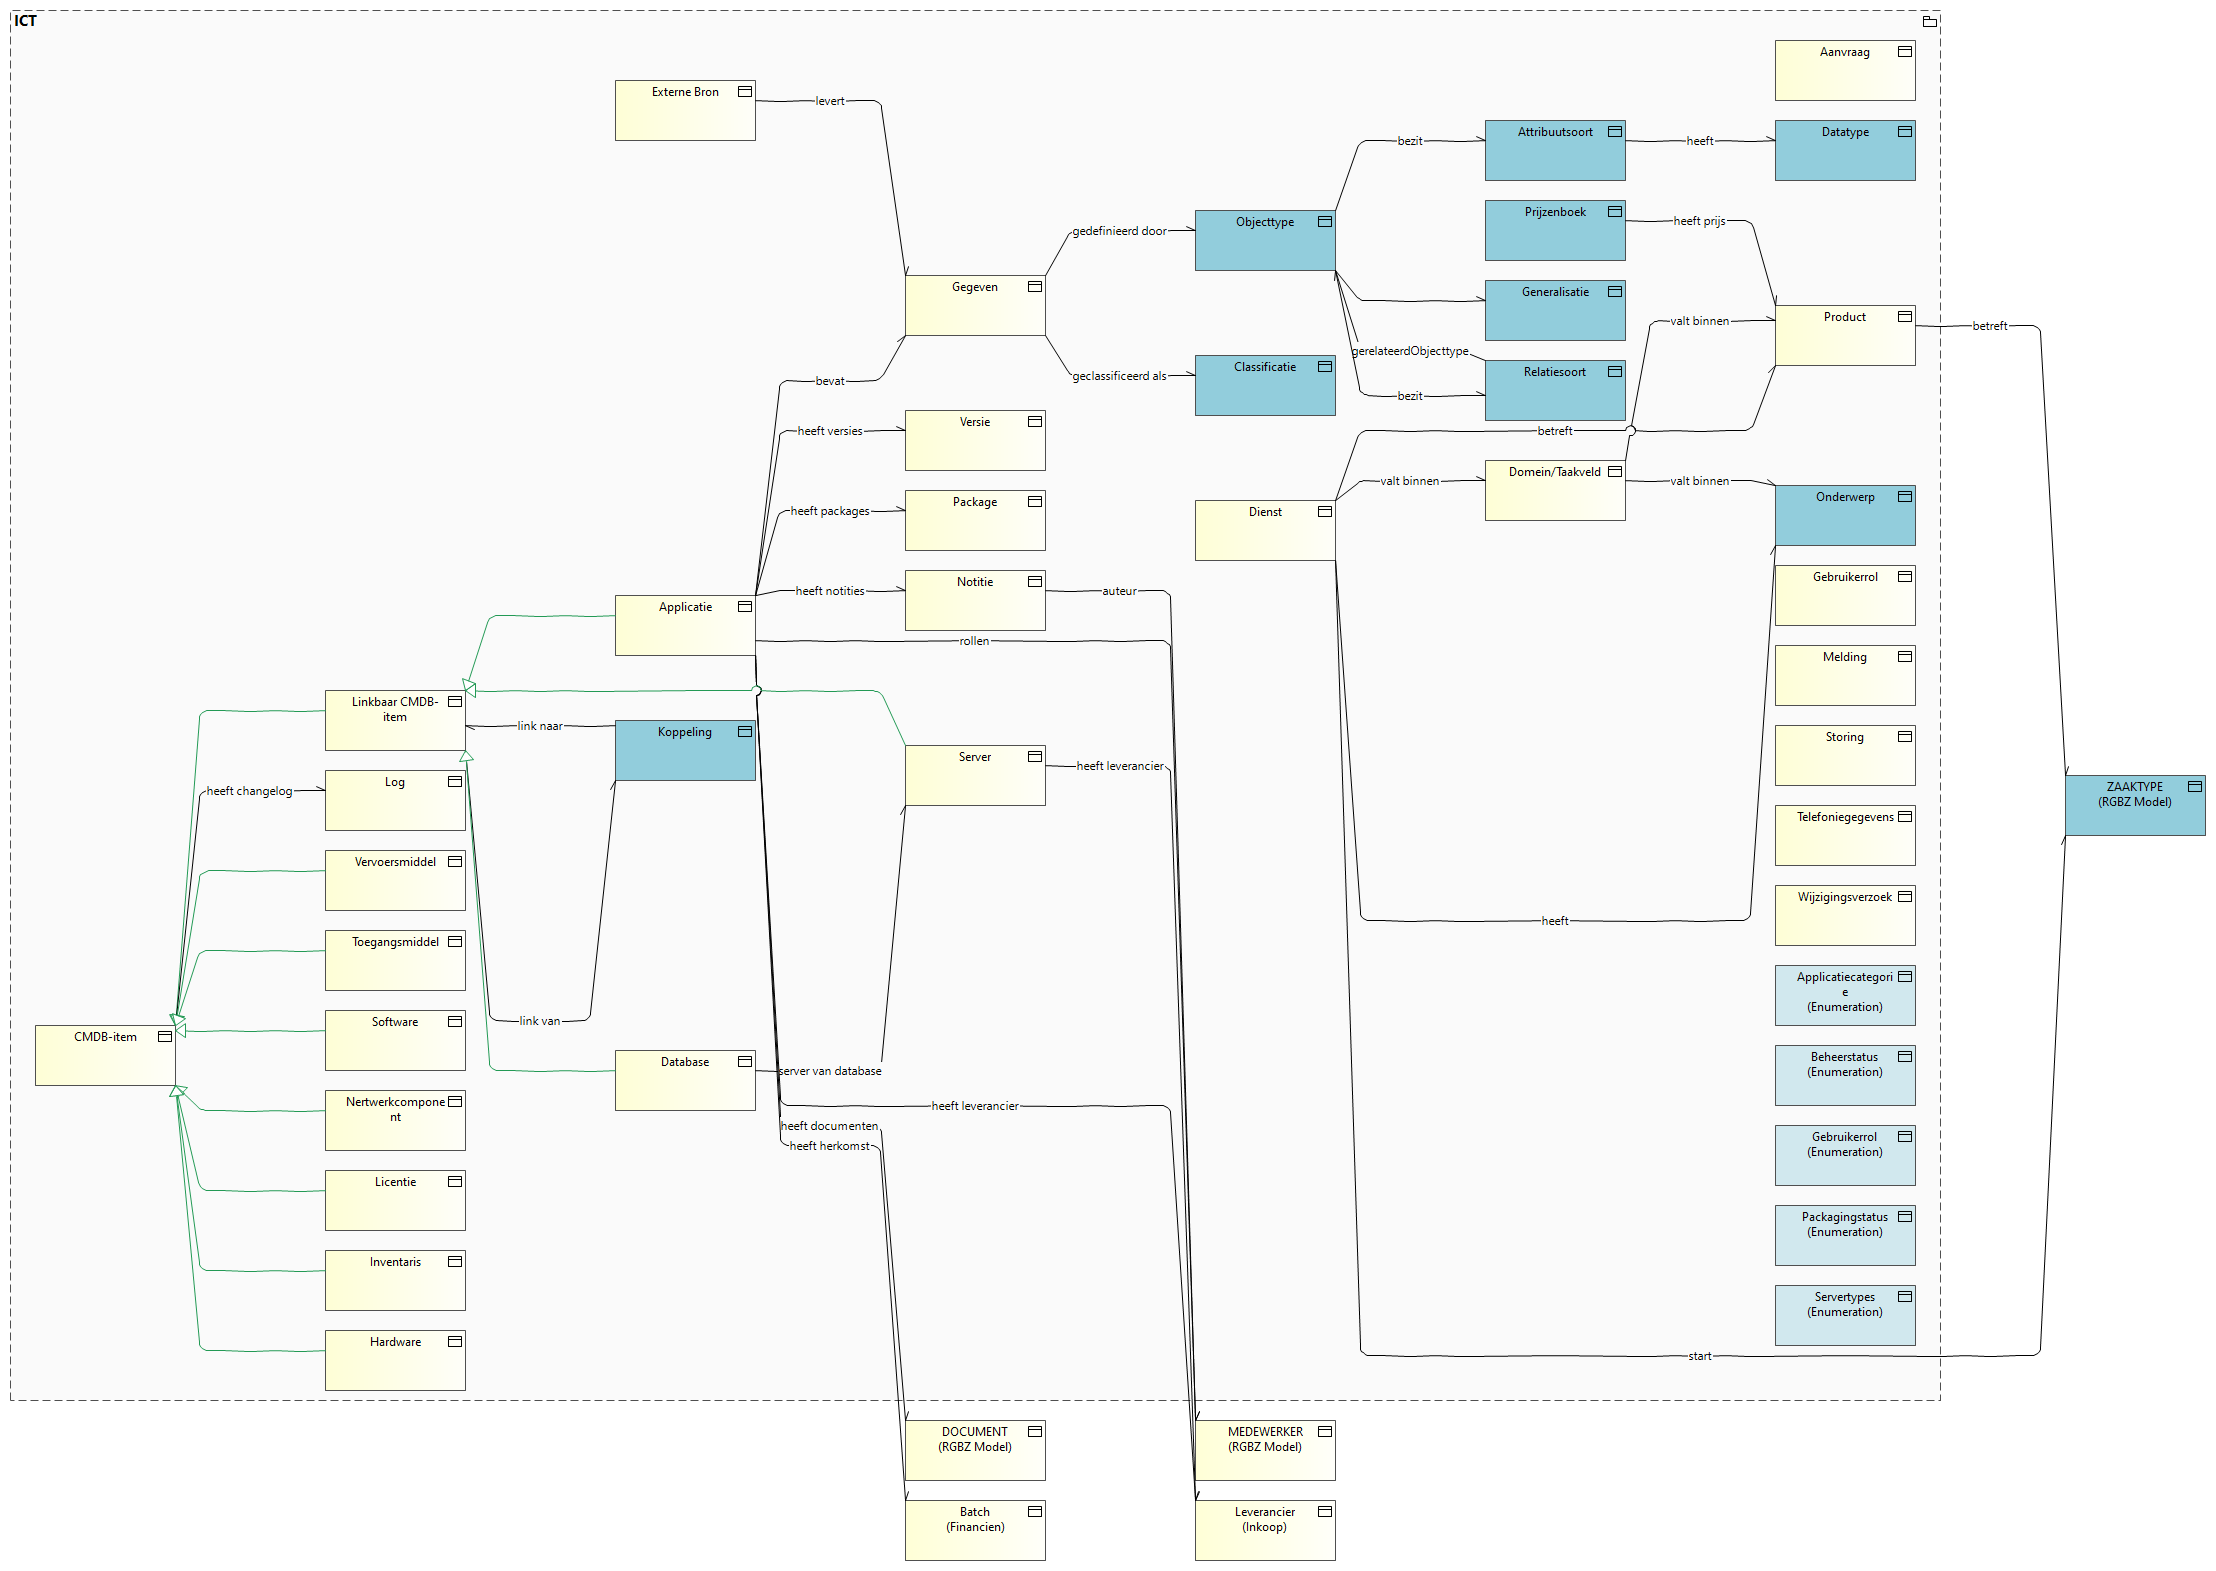 ICT
Aanvraag
Externe Bron
levert
Attribuutsoort
bezit
heeft
Datatype
Prijzenboek
heeft prijs
Objecttype
gedefinieerd door
Gegeven
Generalisatie
Product
valt binnen
betreft
gerelateerdObjecttype
Classificatie
geclassificeerd als
Relatiesoort
bezit
bevat
Versie
heeft versies
betreft
Domein/Taakveld
valt binnen
valt binnen
Onderwerp
Package
heeft packages
Dienst
Notitie
heeft notities
auteur
Gebruikerrol
Applicatie
rollen
Melding
Linkbaar CMDB-
item
link naar
Koppeling
Storing
Server
heeft leverancier
Log
heeft changelog
ZAAKTYPE
(RGBZ Model)
Telefoniegegevens
Vervoersmiddel
Wijzigingsverzoek
heeft
Toegangsmiddel
Applicatiecategori
e
(Enumeration)
Software
link van
CMDB-item
Database
server van database
Beheerstatus
(Enumeration)
Nertwerkcompone
nt
heeft leverancier
heeft documenten
heeft herkomst
Gebruikerrol
(Enumeration)
Licentie
Packagingstatus
(Enumeration)
Inventaris
Servertypes
(Enumeration)
Hardware
start
DOCUMENT
(RGBZ Model)
MEDEWERKER
(RGBZ Model)
Batch
(Financien)
Leverancier
(Inkoop)